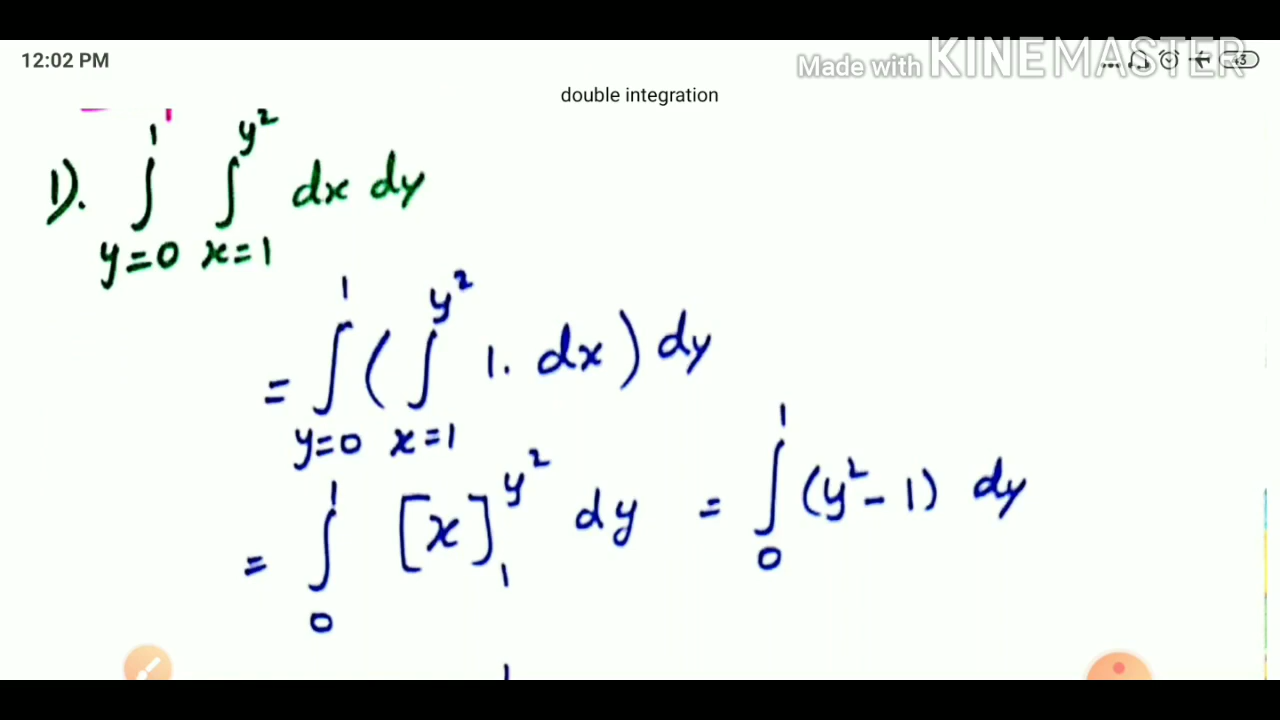 12:02 PM
Made with KINEMASTER
... 43
double integration
1). ∫_{y=0}^{1} ∫_{x=1}^{y²} dx dy
= ∫_{y=0}^{1} ( ∫_{x=1}^{y²} 1. dx ) dy
= ∫_{0}^{1} [x]_{1}^{y²} dy = ∫_{0}^{1} (y² - 1) dy